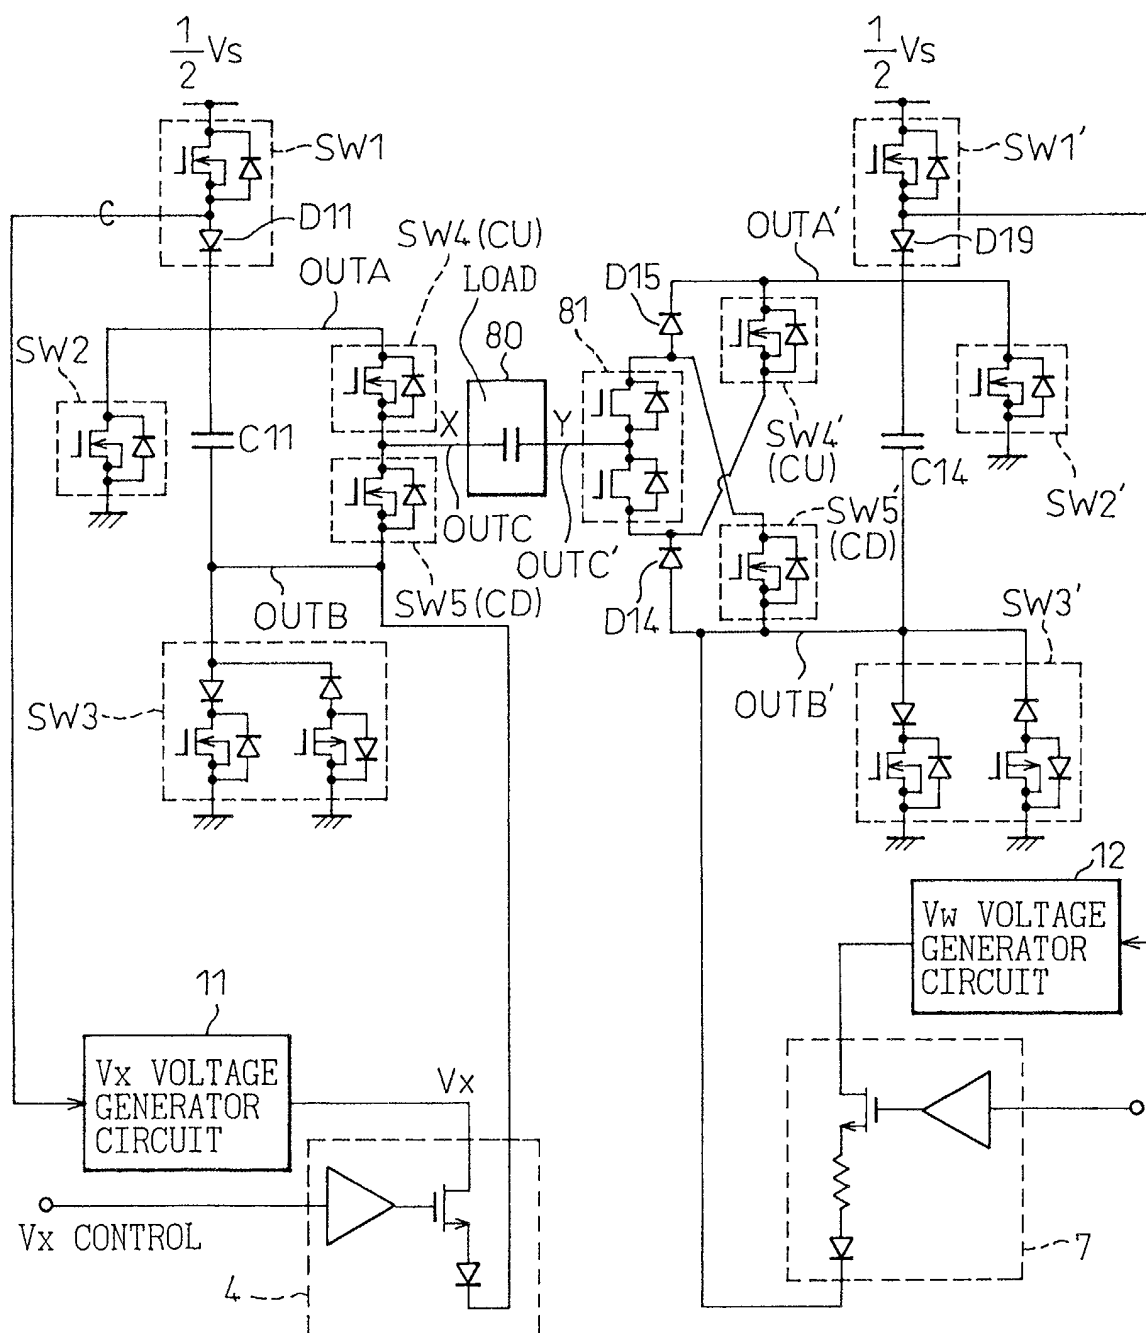 1/2 Vs
1/2 Vs
SW1
SW1'
C
D11
D19
SW4(CU)
LOAD
OUTA
OUTA'
D15
81
80
SW2
X
Y
C11
SW4'
(CU)
C14
SW2'
OUTC
OUTC'
SW5'
(CD)
SW5(CD)
OUTB
D14
SW3'
OUTB'
SW3
12
Vw VOLTAGE
GENERATOR
CIRCUIT
11
Vx VOLTAGE
GENERATOR
CIRCUIT
Vx
Vx CONTROL
4
7